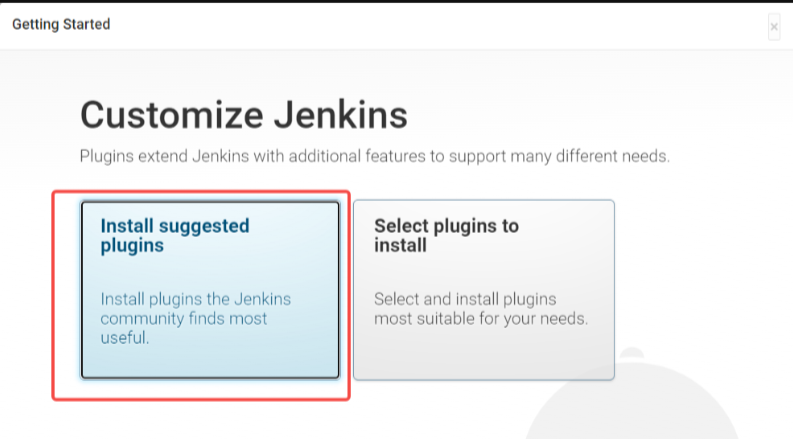 Getting Started
×
Customize Jenkins
Plugins extend Jenkins with additional features to support many different needs.
Install suggested
plugins
Install plugins the Jenkins
community finds most
useful.
Select plugins to
install
Select and install plugins
most suitable for your needs.